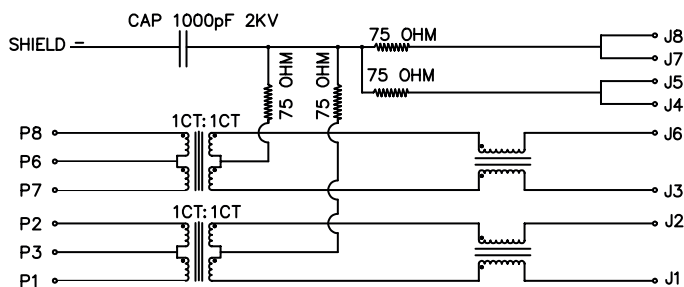 CAP 1000pF 2KV
SHIELD
75 OHM
J8
J7
75 OHM
J5
J4
75 OHM
75 OHM
1CT:1CT
P8
P6
P7
J6
J3
1CT:1CT
P2
P3
P1
J2
J1